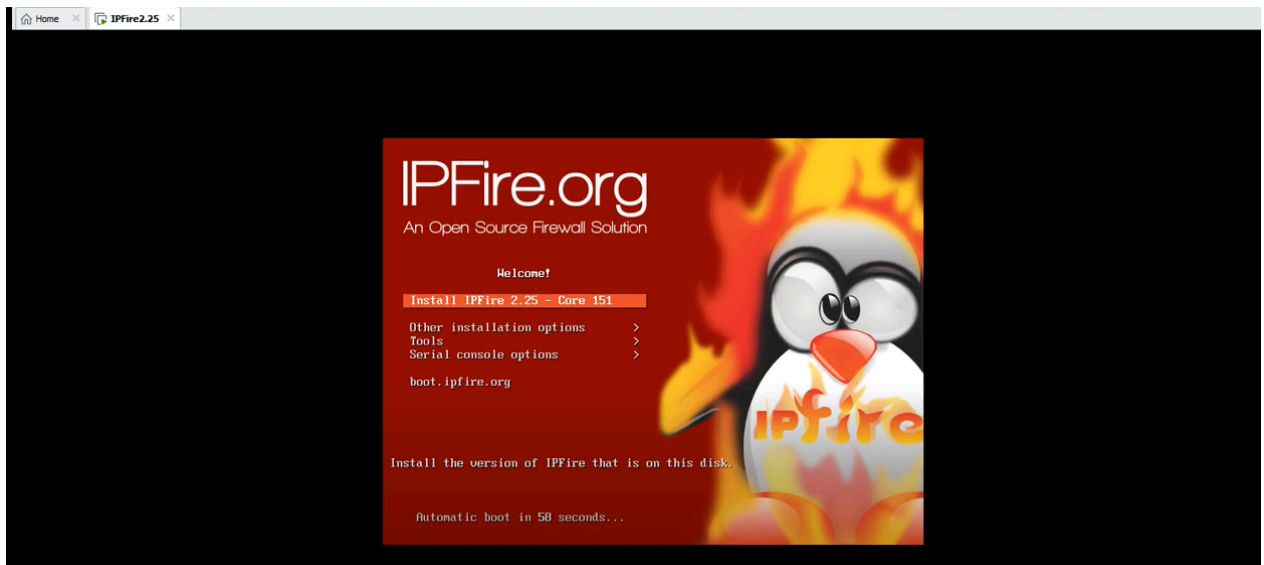 Home
IPFire2.25
IPFire.org
An Open Source Firewall Solution
Welcome!
Install IPFire 2.25 - Core 151
Other installation options >
Tools >
Serial console options >
boot.ipfire.org
IPfire
Install the version of IPFire that is on this disk.
Automatic boot in 58 seconds...